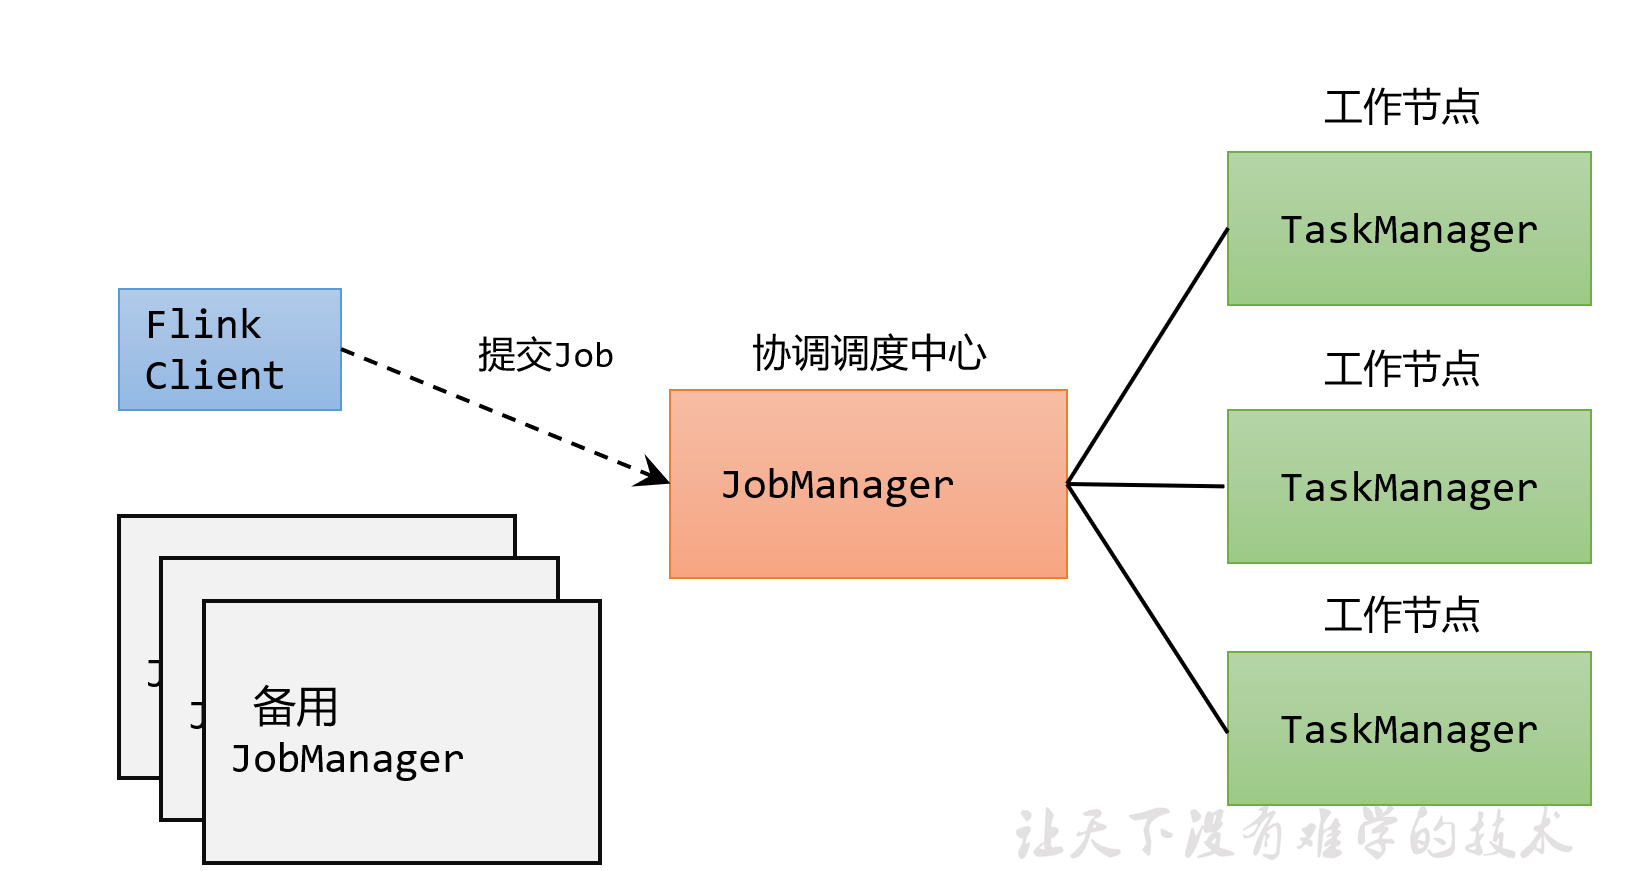 工作节点
TaskManager
Flink
Client
提交Job
协调调度中心
JobManager
工作节点
TaskManager
J
J
备用
JobManager
工作节点
TaskManager
让天下没有难学的技术